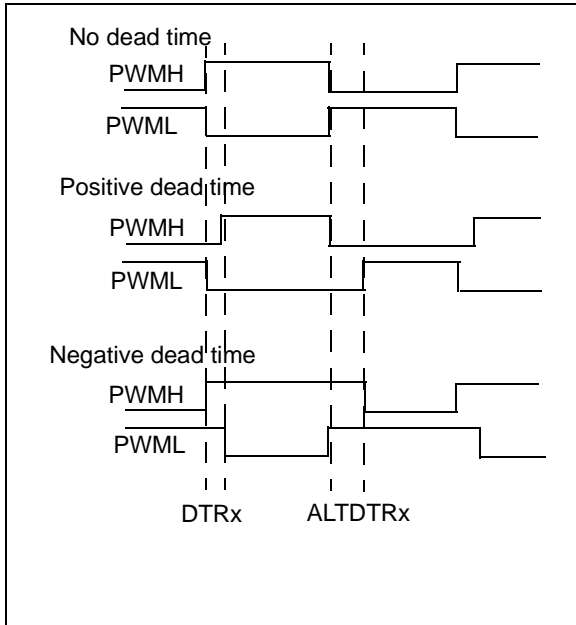 No dead time
PWMH
PWML
Positive dead time
PWMH
PWML
Negative dead time
PWMH
PWML
DTRx ALTDTRx